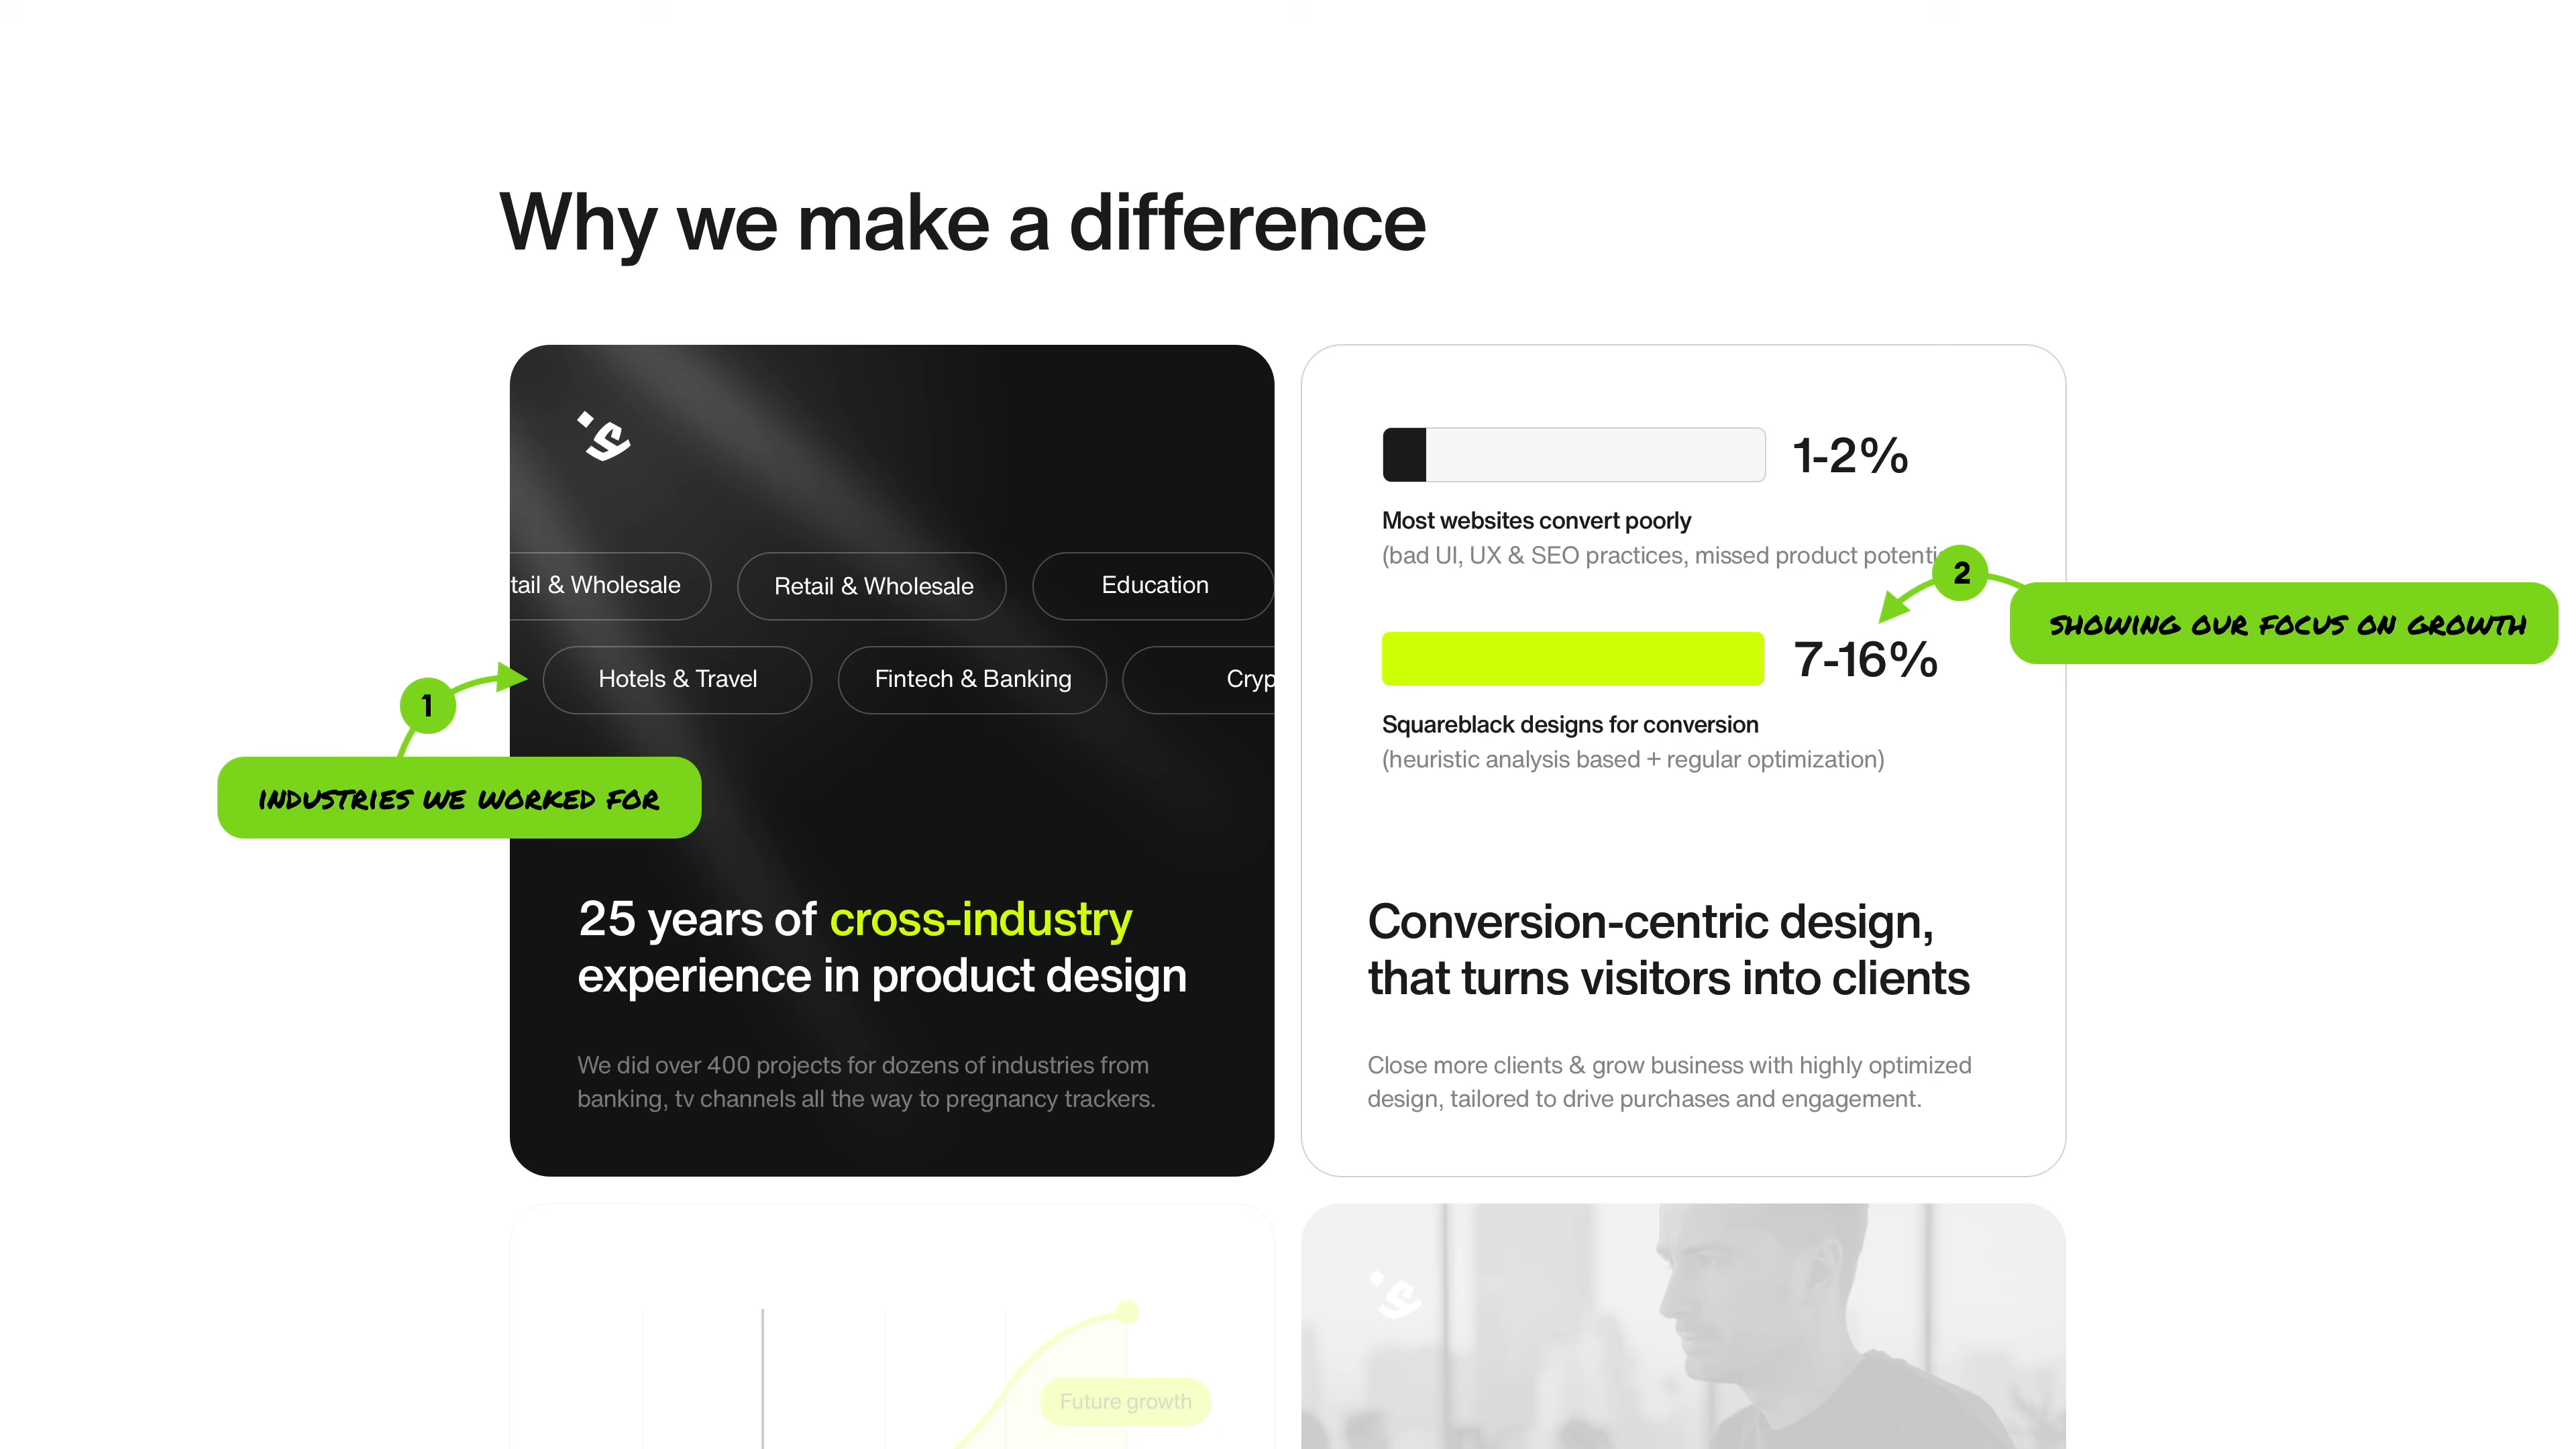 Why we make a difference
tail & Wholesale
Retail & Wholesale
Education
Hotels & Travel
Fintech & Banking
Cryp
1
INDUSTRIES WE WORKED FOR
25 years of cross-industry
experience in product design
We did over 400 projects for dozens of industries from
banking, tv channels all the way to pregnancy trackers.
1-2%
Most websites convert poorly
(bad UI, UX & SEO practices, missed product potenti
2
SHOWING OUR FOCUS ON GROWTH
7-16%
Squareblack designs for conversion
(heuristic analysis based + regular optimization)
Conversion-centric design,
that turns visitors into clients
Close more clients & grow business with highly optimized
design, tailored to drive purchases and engagement.
Future growth